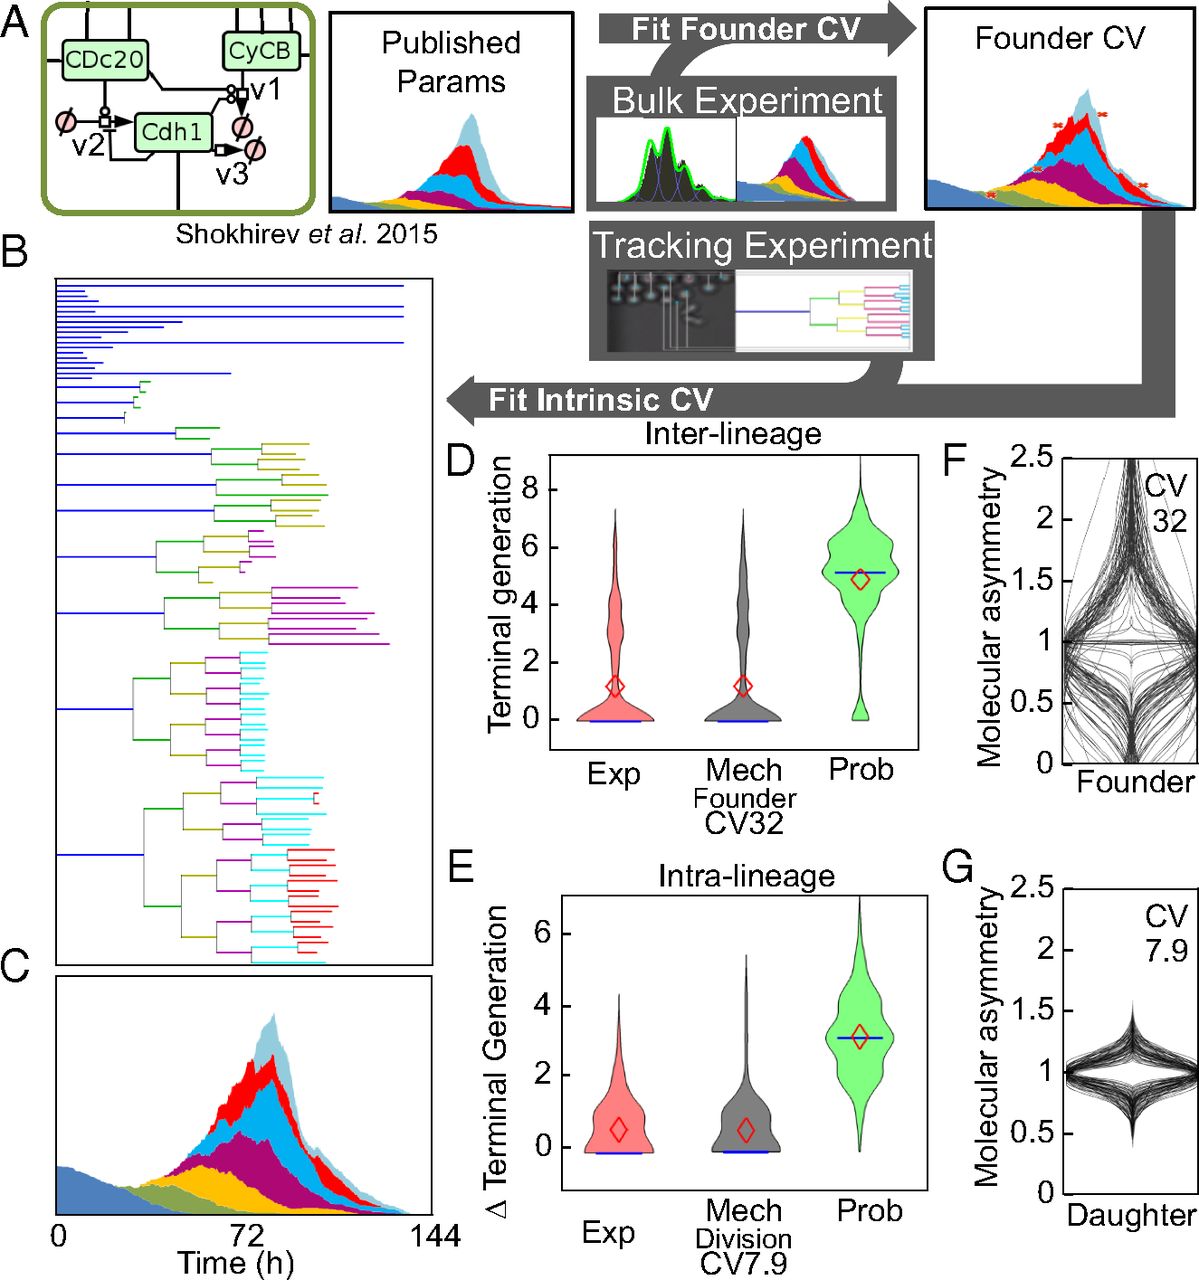 A
CDc20
CyCB
v1
Cdh1
v2
v3
Shokhirev et al. 2015
Published
Params
Fit Founder CV
Bulk Experiment
Founder CV
Tracking Experiment
Fit Intrinsic CV
B
C
0
72
144
Time (h)
D
Inter-lineage
Terminal generation
8
6
4
2
0
Exp
Mech
Founder
CV32
Prob
E
Intra-lineage
Δ Terminal Generation
6
4
2
0
Exp
Mech
Division
CV7.9
Prob
F
Molecular asymmetry
2.5
2
1.5
1
0.5
0
CV
32
Founder
G
Molecular asymmetry
2.5
2
1.5
1
0.5
0
CV
7.9
Daughter